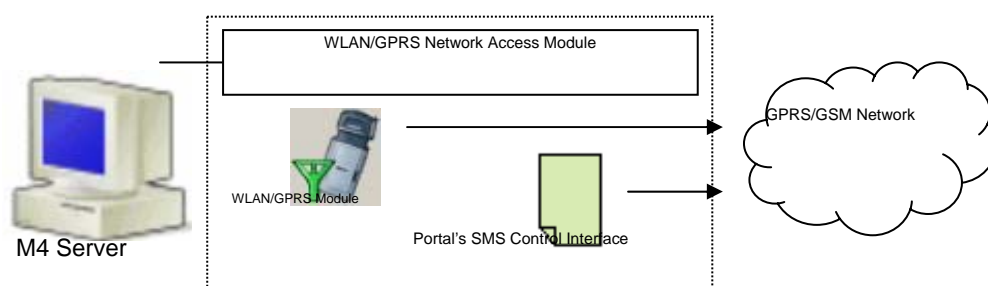 WLAN/GPRS Network Access Module
GPRS/GSM Network
WLAN/GPRS Module
Portal's SMS Control Interface
M4 Server